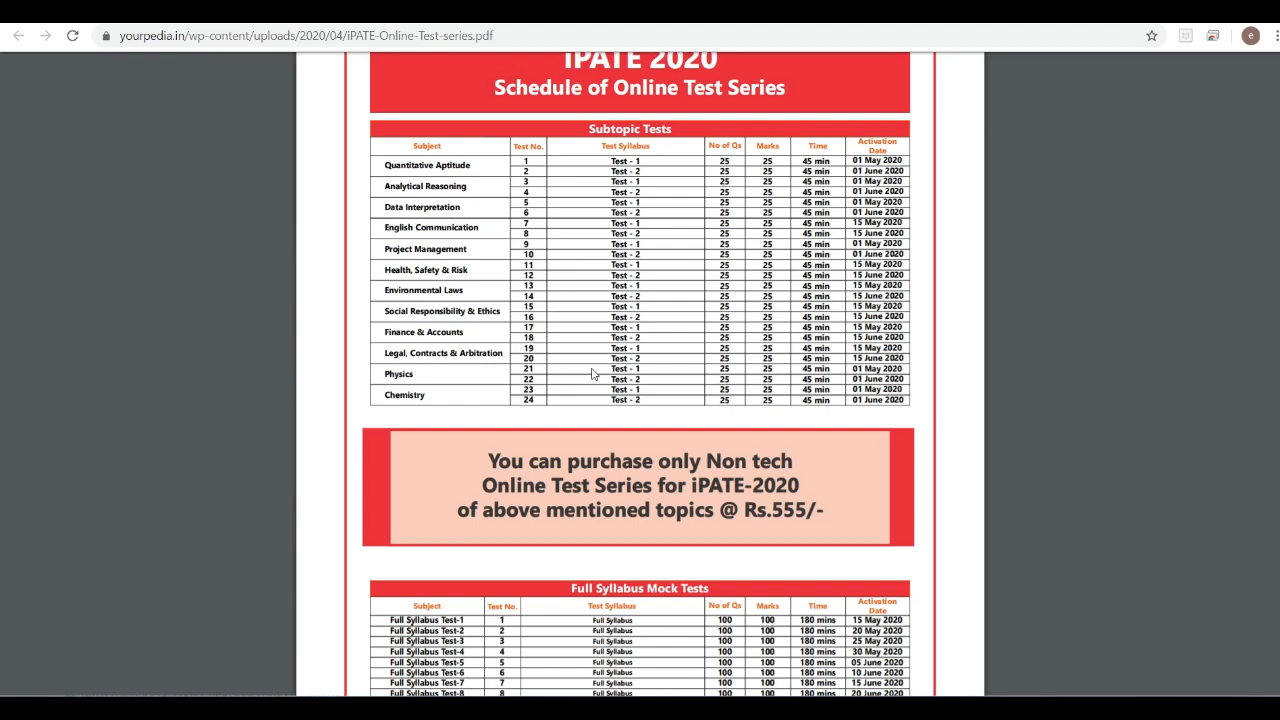 yourpedia.in/wp-content/uploads/2020/04/iPATE-Online-Test-series.pdf
e
iPATE 2020
Schedule of Online Test Series
Subtopic Tests
Subject Test No. Test Syllabus No of Qs Marks Time Activation Date
Quantitative Aptitude 1 Test - 1 25 25 45 min 01 May 2020
2 Test - 2 25 25 45 min 01 June 2020
Analytical Reasoning 3 Test - 1 25 25 45 min 01 May 2020
4 Test - 2 25 25 45 min 01 June 2020
Data Interpretation 5 Test - 1 25 25 45 min 01 May 2020
6 Test - 2 25 25 45 min 01 June 2020
English Communication 7 Test - 1 25 25 45 min 15 May 2020
8 Test - 2 25 25 45 min 15 June 2020
Project Management 9 Test - 1 25 25 45 min 01 May 2020
10 Test - 2 25 25 45 min 01 June 2020
Health, Safety & Risk 11 Test - 1 25 25 45 min 15 May 2020
12 Test - 2 25 25 45 min 15 June 2020
Environmental Laws 13 Test - 1 25 25 45 min 15 May 2020
14 Test - 2 25 25 45 min 15 June 2020
Social Responsibility & Ethics 15 Test - 1 25 25 45 min 15 May 2020
16 Test - 2 25 25 45 min 15 June 2020
Finance & Accounts 17 Test - 1 25 25 45 min 15 May 2020
18 Test - 2 25 25 45 min 15 June 2020
Legal, Contracts & Arbitration 19 Test - 1 25 25 45 min 15 May 2020
20 Test - 2 25 25 45 min 15 June 2020
Physics 21 Test - 1 25 25 45 min 01 May 2020
22 Test - 2 25 25 45 min 01 June 2020
Chemistry 23 Test - 1 25 25 45 min 01 May 2020
24 Test - 2 25 25 45 min 01 June 2020
You can purchase only Non tech
Online Test Series for iPATE-2020
of above mentioned topics @ Rs.555/-
Full Syllabus Mock Tests
Subject Test No. Test Syllabus No of Qs Marks Time Activation Date
Full Syllabus Test-1 1 Full Syllabus 100 100 180 mins 15 May 2020
Full Syllabus Test-2 2 Full Syllabus 100 100 180 mins 20 May 2020
Full Syllabus Test-3 3 Full Syllabus 100 100 180 mins 25 May 2020
Full Syllabus Test-4 4 Full Syllabus 100 100 180 mins 30 May 2020
Full Syllabus Test-5 5 Full Syllabus 100 100 180 mins 05 June 2020
Full Syllabus Test-6 6 Full Syllabus 100 100 180 mins 10 June 2020
Full Syllabus Test-7 7 Full Syllabus 100 100 180 mins 15 June 2020
Full Syllabus Test-8 8 Full Syllabus 100 100 180 mins 20 June 2020